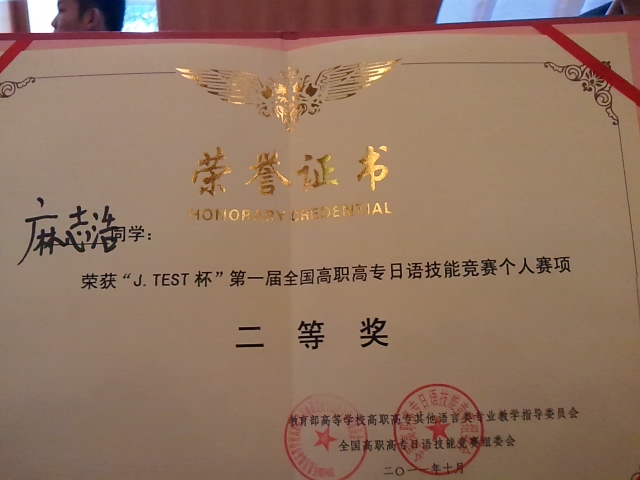 荣誉证书
HONORARY CREDENTIAL
麻志浩同学：
荣获“J. TEST 杯”第一届全国高职高专日语技能竞赛个人赛项
二等奖
教育部高等学校高职高专其他语言类专业教学指导委员会
全国高职高专日语技能竞赛组委会
二〇一一年十月